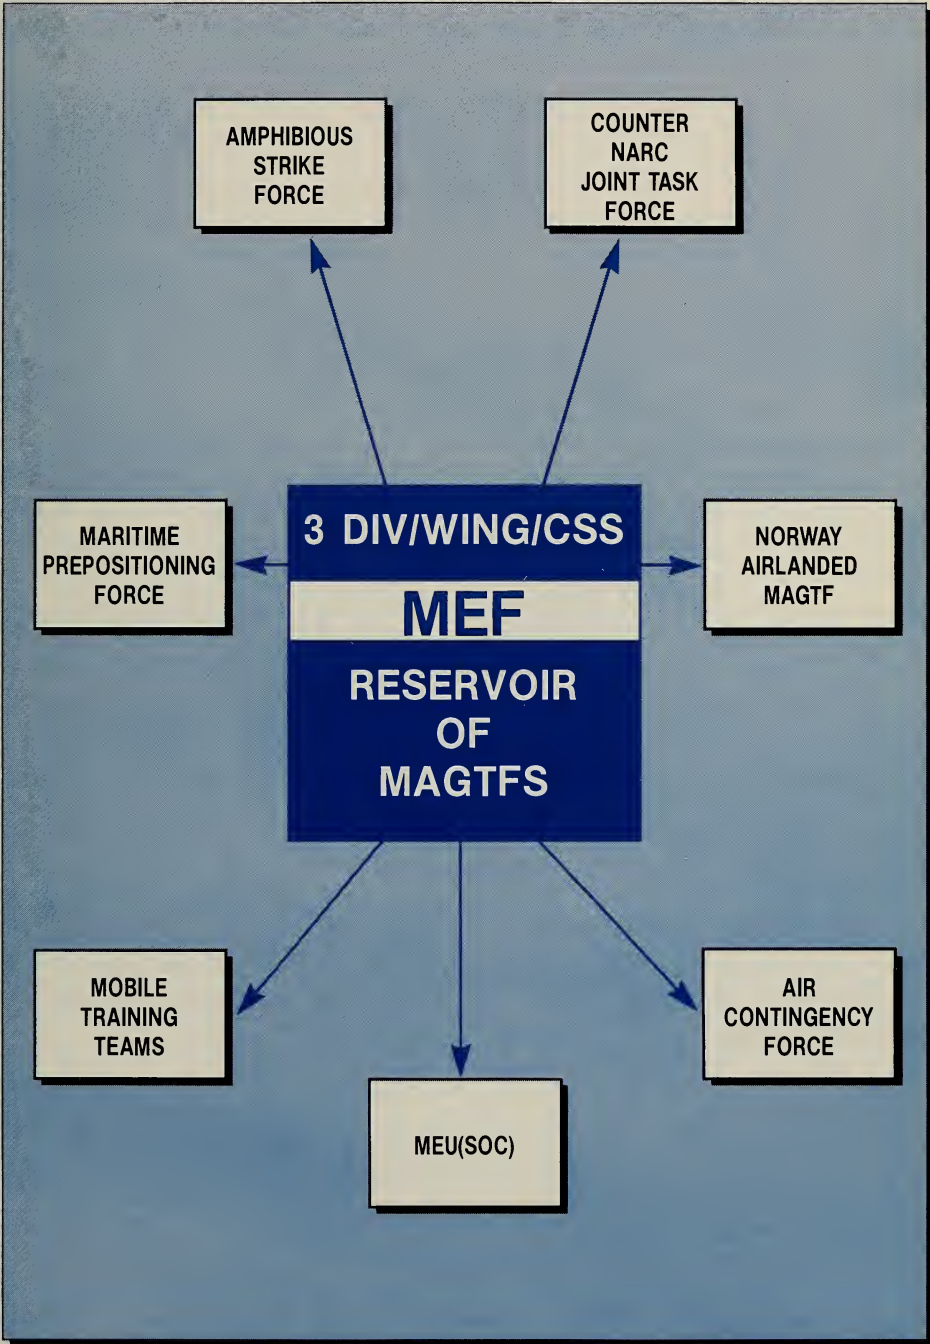 AMPHIBIOUS
STRIKE
FORCE
COUNTER
NARC
JOINT TASK
FORCE
MARITIME
PREPOSITIONING
FORCE
3 DIV/WING/CSS
MEF
RESERVOIR
OF
MAGTFS
NORWAY
AIRLANDED
MAGTF
MOBILE
TRAINING
TEAMS
MEU(SOC)
AIR
CONTINGENCY
FORCE